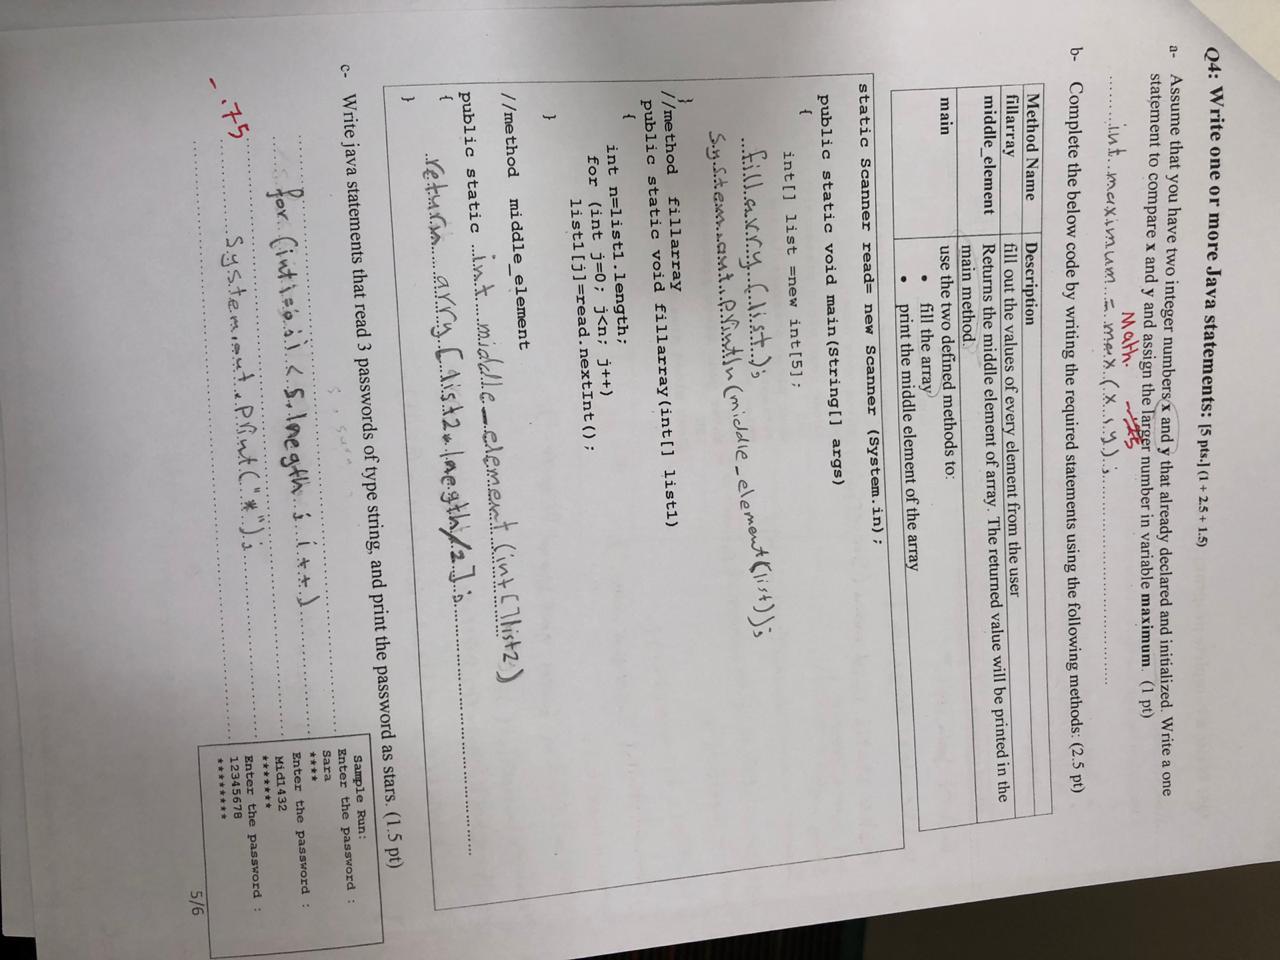 Q4: Write one or more Java statements: [5 pts.] (1 + 2.5 + 1.5)
a- Assume that you have two integer numbers x and y that already declared and initialized. Write a one
statement to compare x and y and assign the larger number in variable maximum. (1 pt)
Math.
int maximum = max (x , y) ;
b- Complete the below code by writing the required statements using the following methods: (2.5 pt)
Method Name Description
fillarray fill out the values of every element from the user
middle_element Returns the middle element of array. The returned value will be printed in the
main method.
main use the two defined methods to:
• fill the array
• print the middle element of the array
static Scanner read= new Scanner (System.in);
public static void main(String[] args)
{
int[] list =new int[5];
fillarry (list);
System.out.println(middle_element(list));
}
//method fillarray
public static void fillarray(int[] list1)
{
int n=list1.length;
for (int j=0; j<n; j++)
list1[j]=read.nextInt();
}
//method middle_element
public static int middle_element (int[] list2)
{
return arry [list2.lnegth/2];
}
c- Write java statements that read 3 passwords of type string, and print the password as stars. (1.5 pt)
for (int i=0; i < s.lnegth ; i++)
System.out.print("*");
- .75
Sample Run:
Enter the password :
Sara
****
Enter the password :
Mid1432
*******
Enter the password :
12345678
********
5/6